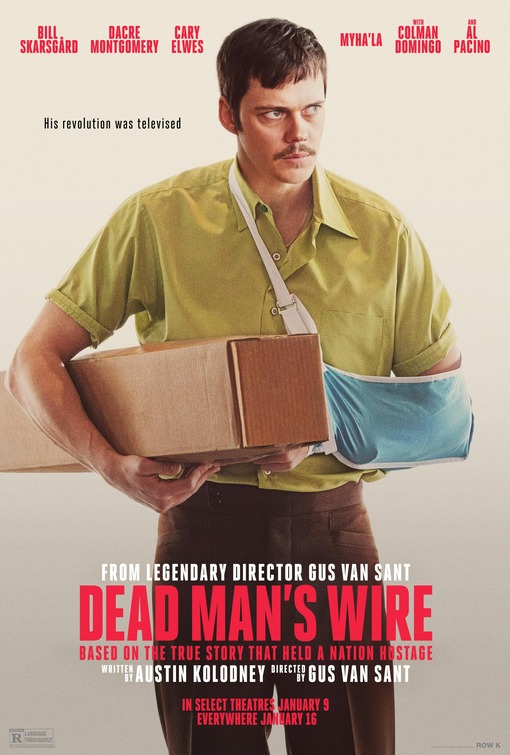 BILL SKARSGÅRD
DACRE MONTGOMERY
CARY ELWES
MYHA'LA
WITH COLMAN DOMINGO
AND AL PACINO
His revolution was televised
FROM LEGENDARY DIRECTOR GUS VAN SANT
DEAD MAN'S WIRE
BASED ON THE TRUE STORY THAT HELD A NATION HOSTAGE
WRITTEN BY AUSTIN KOLODNEY DIRECTED BY GUS VAN SANT
IN SELECT THEATRES JANUARY 9
EVERYWHERE JANUARY 16
R LANGUAGE THROUGHOUT
ROW K